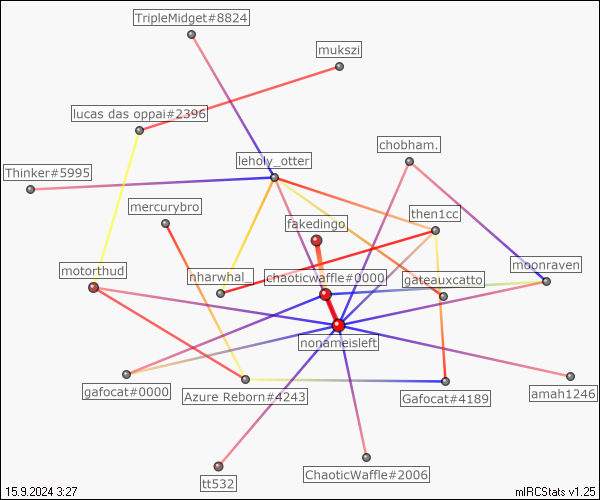 TripleMidget#8824
mukszi
lucas das oppai#2396
chobham.
leholy_otter
Thinker#5995
mercurybro
then1cc
fakedingo
motorthud
nharwhal_
chaoticwaffle#0000
gateauxcatto
moonraven
nonameisleft
gafocat#0000
Azure Reborn#4243
Gafocat#4189
amah1246
tt532
ChaoticWaffle#2006
15.9.2024 3:27
mIRCStats v1.25